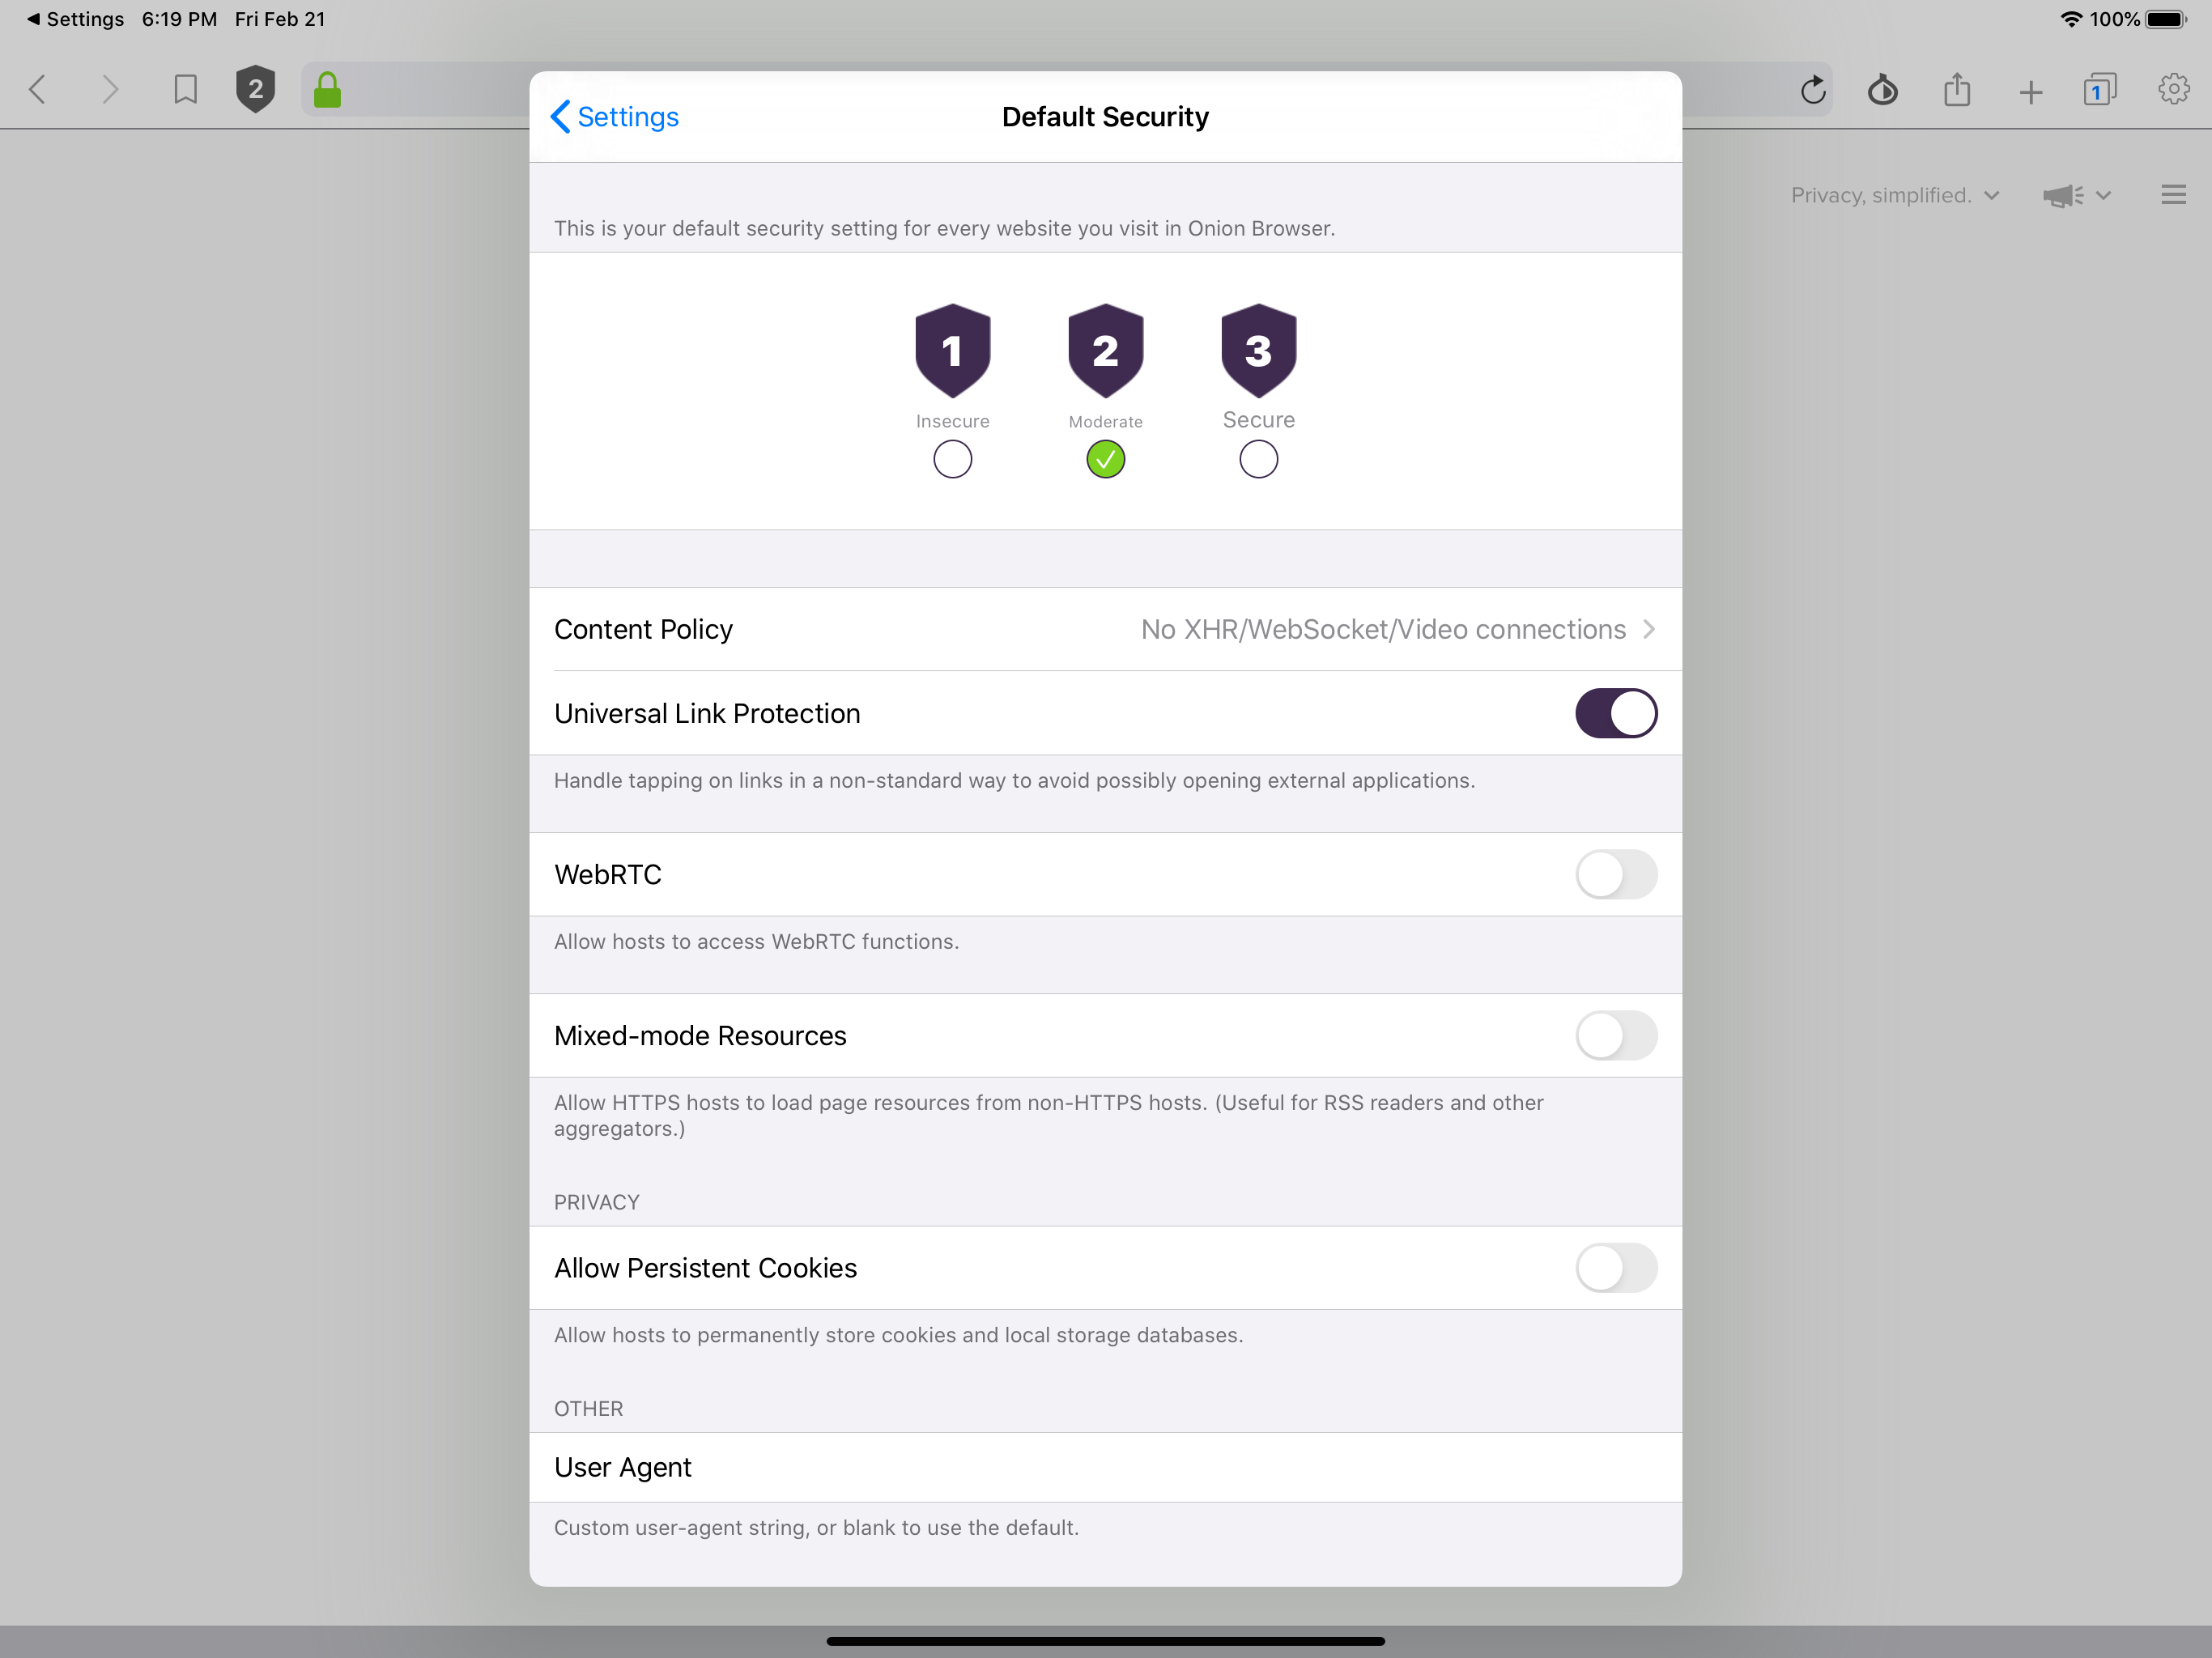 Settings 6:19 PM Fri Feb 21 100%
2 1
Settings Default Security
Privacy, simplified.
This is your default security setting for every website you visit in Onion Browser.
1 2 3
Insecure Moderate Secure
Content Policy No XHR/WebSocket/Video connections
Universal Link Protection
Handle tapping on links in a non-standard way to avoid possibly opening external applications.
WebRTC
Allow hosts to access WebRTC functions.
Mixed-mode Resources
Allow HTTPS hosts to load page resources from non-HTTPS hosts. (Useful for RSS readers and other
aggregators.)
PRIVACY
Allow Persistent Cookies
Allow hosts to permanently store cookies and local storage databases.
OTHER
User Agent
Custom user-agent string, or blank to use the default.